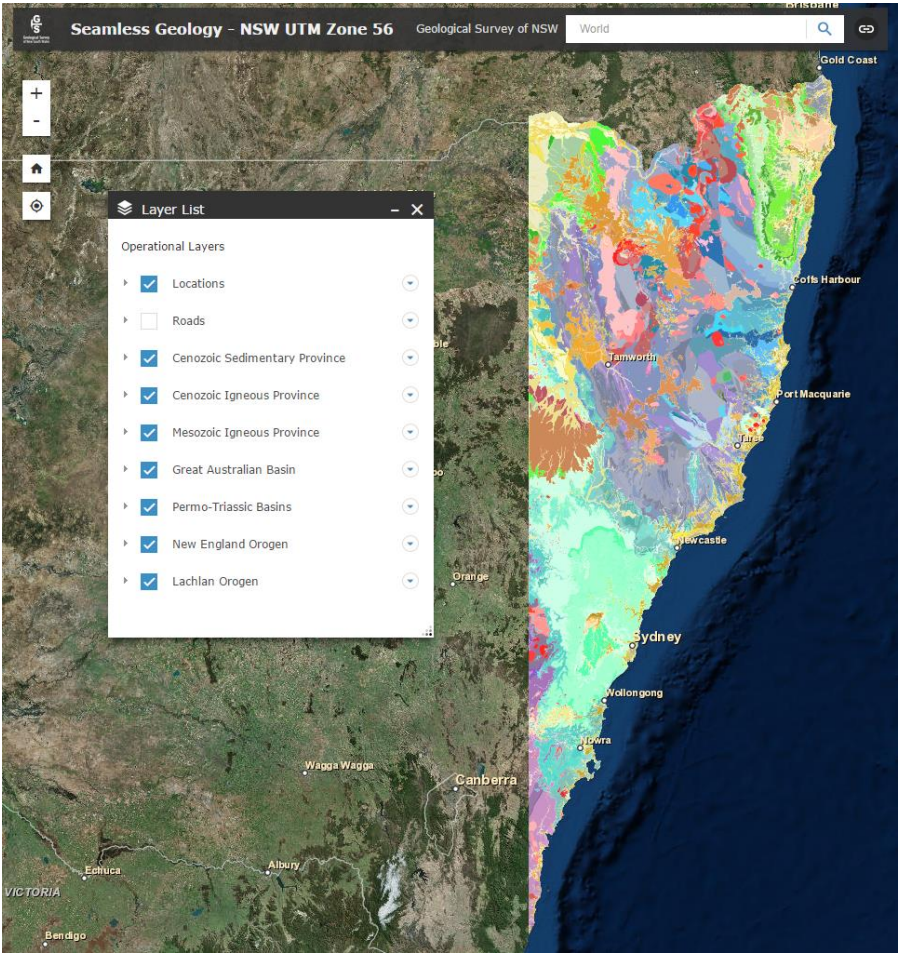 Brisbane
Seamless Geology - NSW UTM Zone 56
Geological Survey of NSW
World
Gold Coast
+
-
Layer List
Operational Layers
Locations
Roads
Cenozoic Sedimentary Province
Cenozoic Igneous Province
Mesozoic Igneous Province
Great Australian Basin
Permo-Triassic Basins
New England Orogen
Lachlan Orogen
Coffs Harbour
Tamworth
Port Macquarie
Taree
Newcastle
Orange
Sydney
Wollongong
Nowra
Wagga Wagga
Canberra
Albury
Echuca
VICTORIA
Bendigo